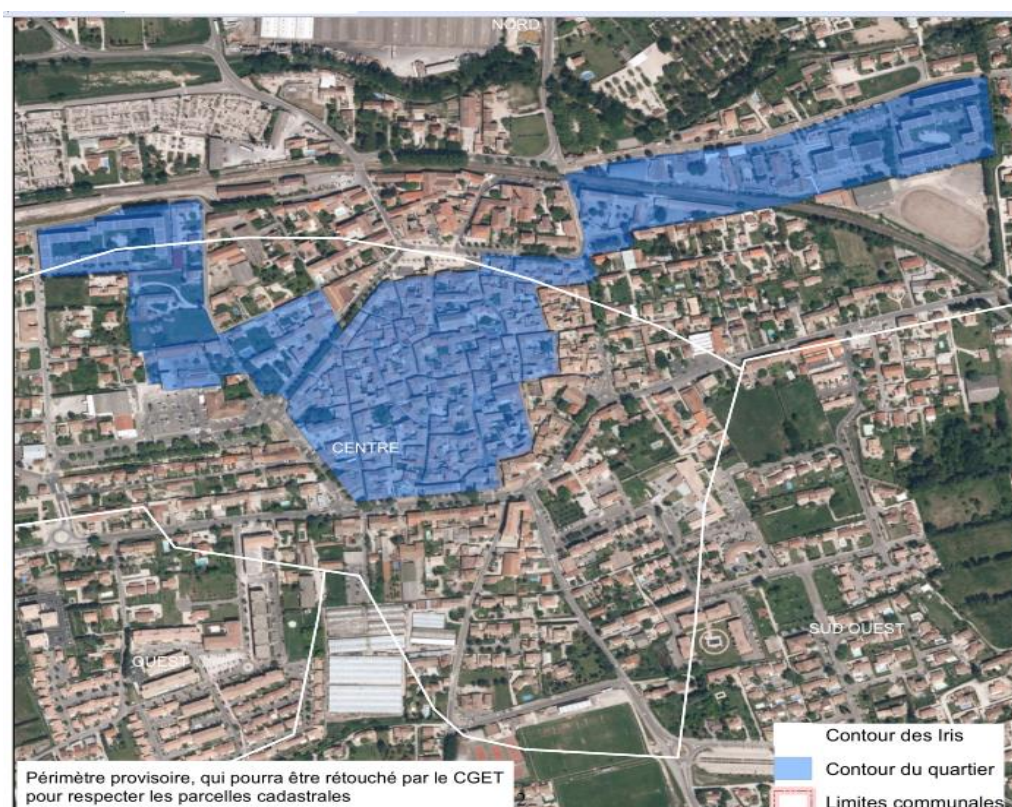 NORD
CENTRE
OUEST
SUD OUEST
Périmètre provisoire, qui pourra être rétouché par le CGET
pour respecter les parcelles cadastrales
Contour des Iris
Contour du quartier
Limites communales